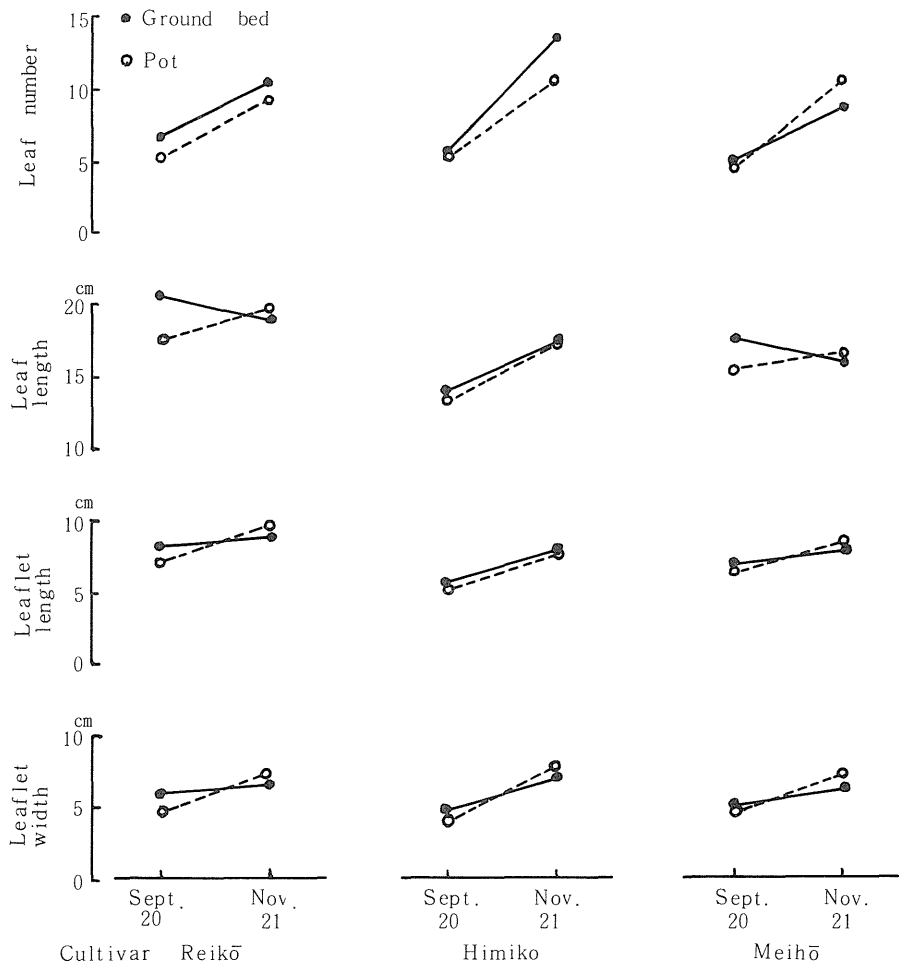 15
Ground bed
Pot
10
5
0
Leaf number
cm
20
15
10
Leaf
length
cm
10
5
0
Leaflet
length
cm
10
5
0
Leaflet
width
Sept.
20
Nov.
21
Sept.
20
Nov.
21
Sept.
20
Nov.
21
Cultivar Reikō
Himiko
Meihō